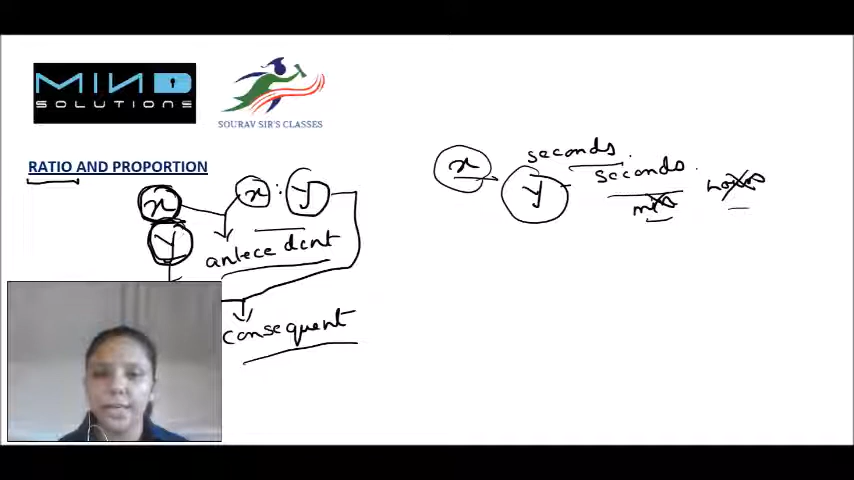 MIND
SOLUTIONS
SOURAV SIR'S CLASSES
RATIO AND PROPORTION
x
y
x : y
antecedent
consequent
x seconds
y seconds